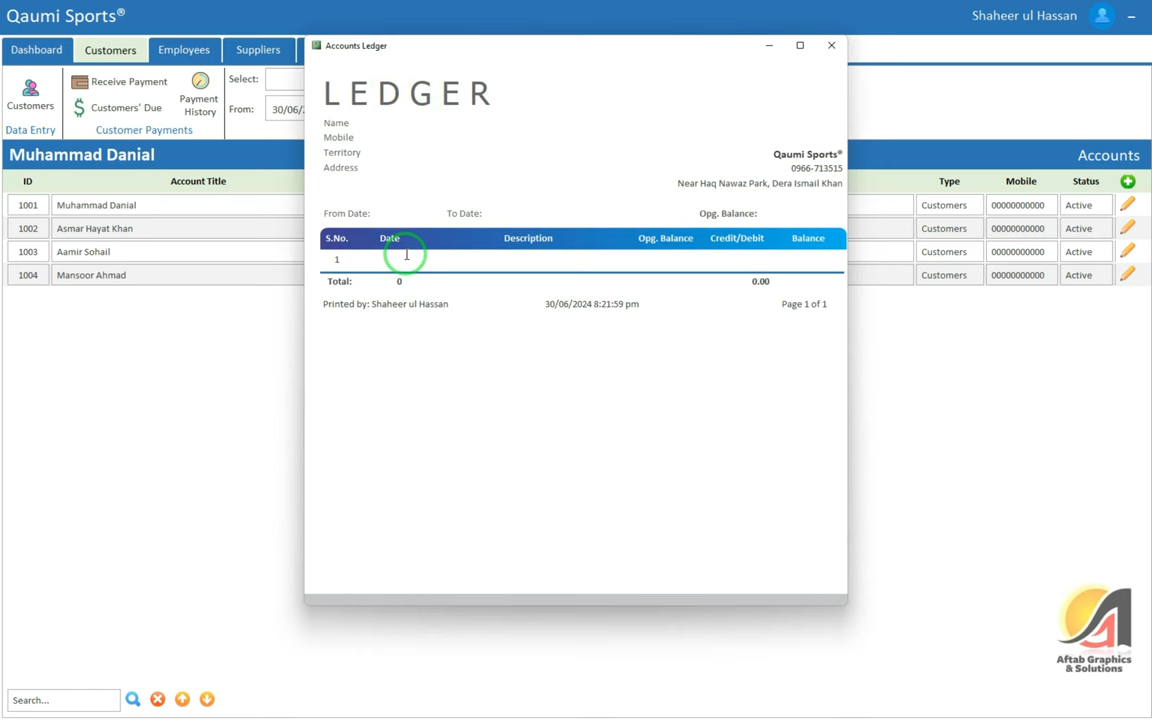 Qaumi Sports®
Shaheer ul Hassan
Dashboard
Customers
Employees
Suppliers
Customers
Data Entry
Receive Payment
Customers' Due
Payment
History
Customer Payments
Select:
From:
30/06/
Muhammad Danial
Accounts
ID
Account Title
Type
Mobile
Status
1001
Muhammad Danial
Customers
00000000000
Active
1002
Asmar Hayat Khan
Customers
00000000000
Active
1003
Aamir Sohail
Customers
00000000000
Active
1004
Mansoor Ahmad
Customers
00000000000
Active
Accounts Ledger
LEDGER
Name
Mobile
Territory
Address
Qaumi Sports®
0966-713515
Near Haq Nawaz Park, Dera Ismail Khan
From Date:
To Date:
Opg. Balance:
S.No.
Date
Description
Opg. Balance
Credit/Debit
Balance
1
Total:
0
0.00
Printed by: Shaheer ul Hassan
30/06/2024 8:21:59 pm
Page 1 of 1
Aftab Graphics
& Solutions
Search...